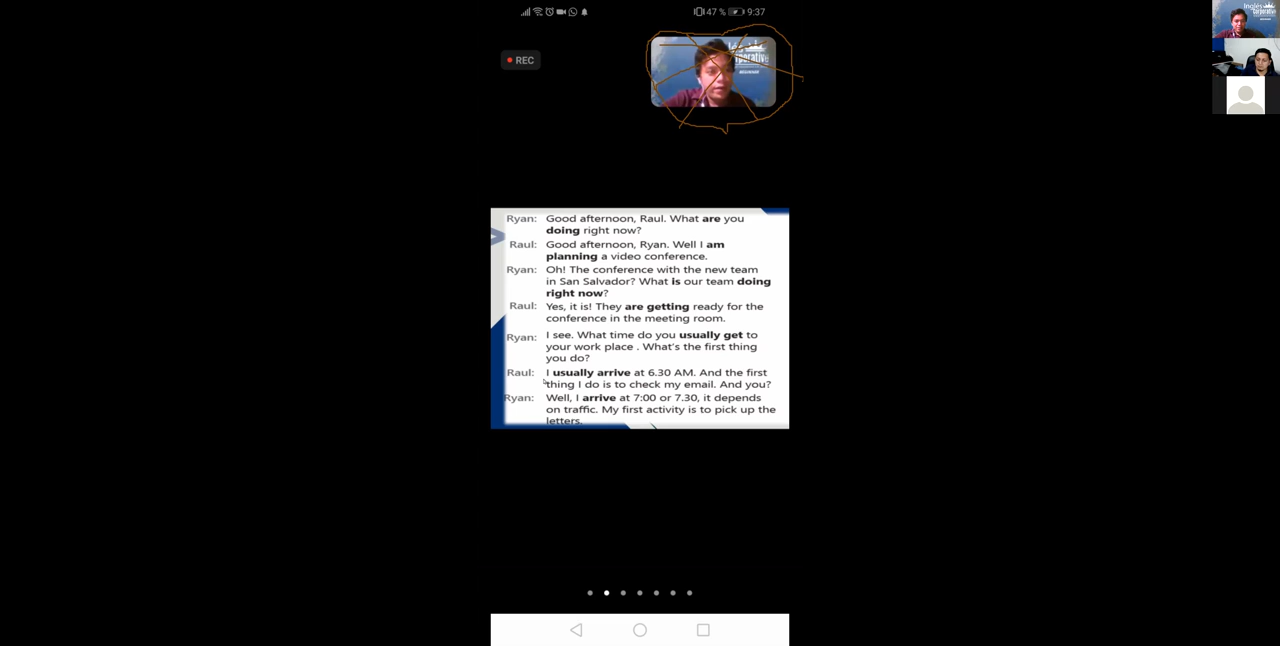 47 % 9:37
REC
Inglés
Corporativo
orporative
Ryan: Good afternoon, Raul. What are you
doing right now?
Raul: Good afternoon, Ryan. Well I am
planning a video conference.
Ryan: Oh! The conference with the new team
in San Salvador? What is our team doing
right now?
Raul: Yes, it is! They are getting ready for the
conference in the meeting room.
Ryan: I see. What time do you usually get to
your work place . What's the first thing
you do?
Raul: I usually arrive at 6.30 AM. And the first
thing I do is to check my email. And you?
Ryan: Well, I arrive at 7:00 or 7.30, it depends
on traffic. My first activity is to pick up the
letters.